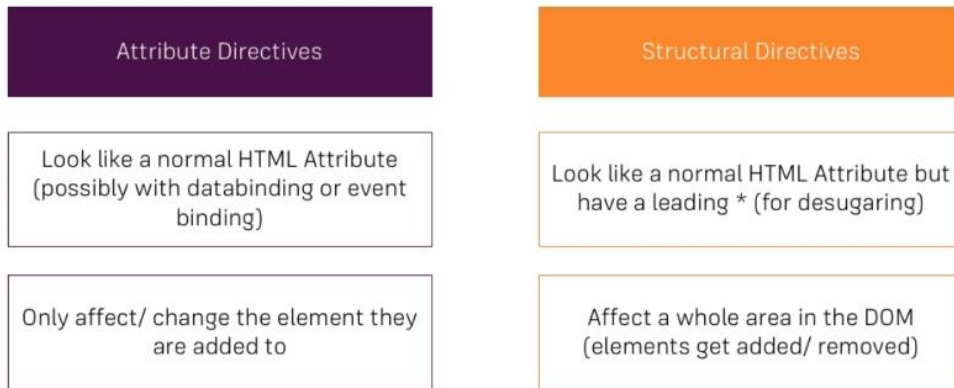 Attribute Directives
Structural Directives
Look like a normal HTML Attribute
(possibly with databinding or event
binding)
Look like a normal HTML Attribute but
have a leading * (for desugaring)
Only affect/ change the element they
are added to
Affect a whole area in the DOM
(elements get added/ removed)